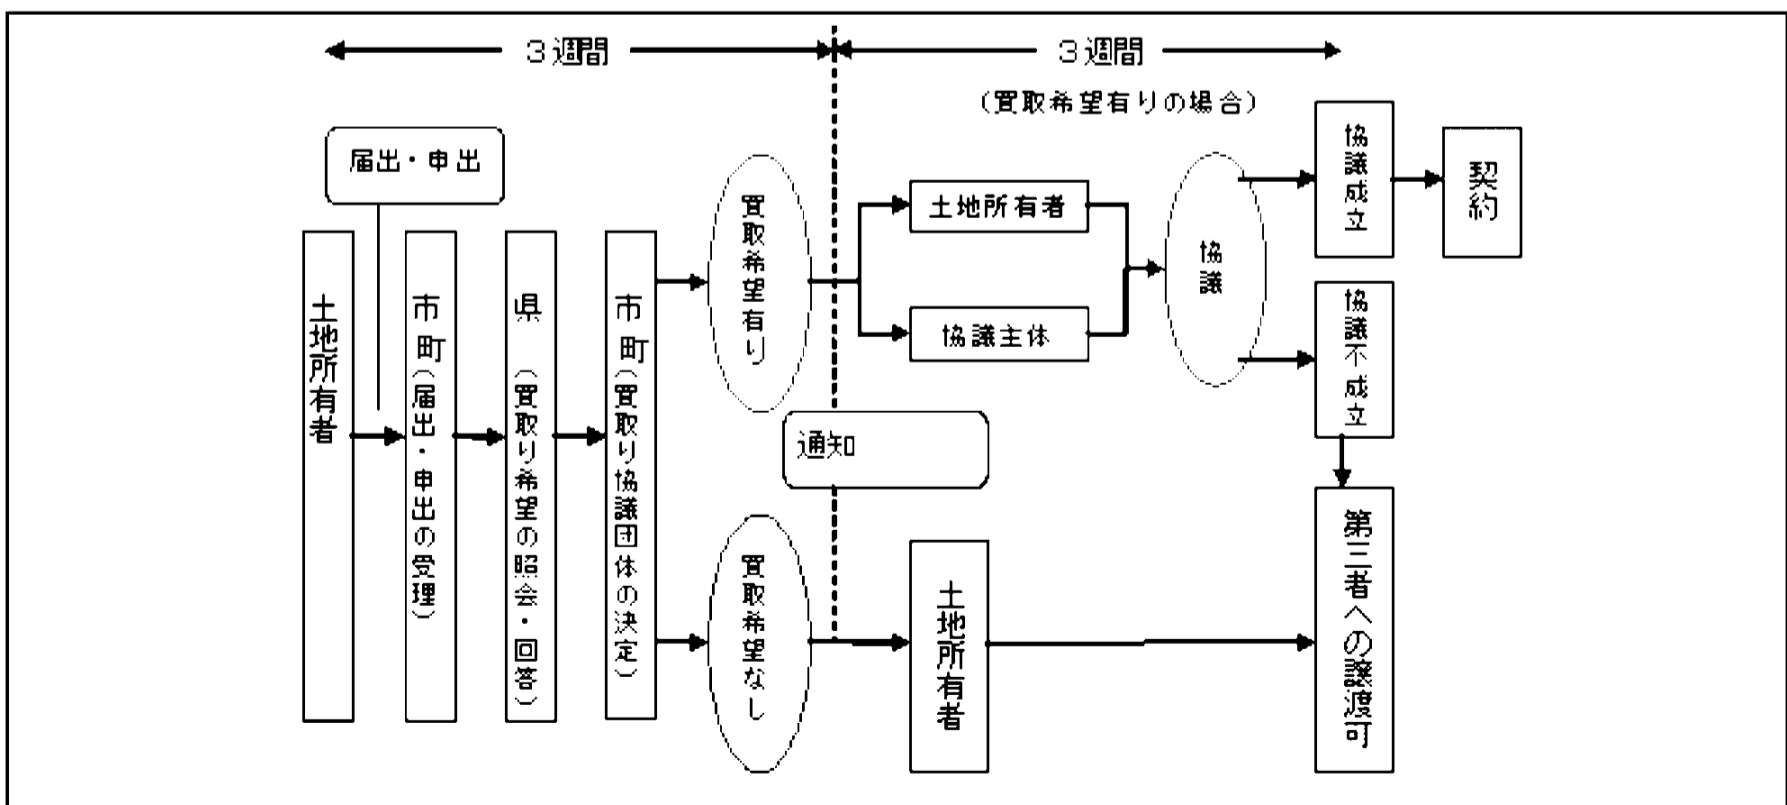 3週間
3週間
(買取希望有りの場合)
届出・申出
土地所有者
市町(届出・申出の受理)
県(買取り希望の照会・回答)
市町(買取り協議団体の決定)
買取希望有り
買取希望なし
通知
土地所有者
協議主体
土地所有者
協議
協議成立
契約
協議不成立
第三者への譲渡可